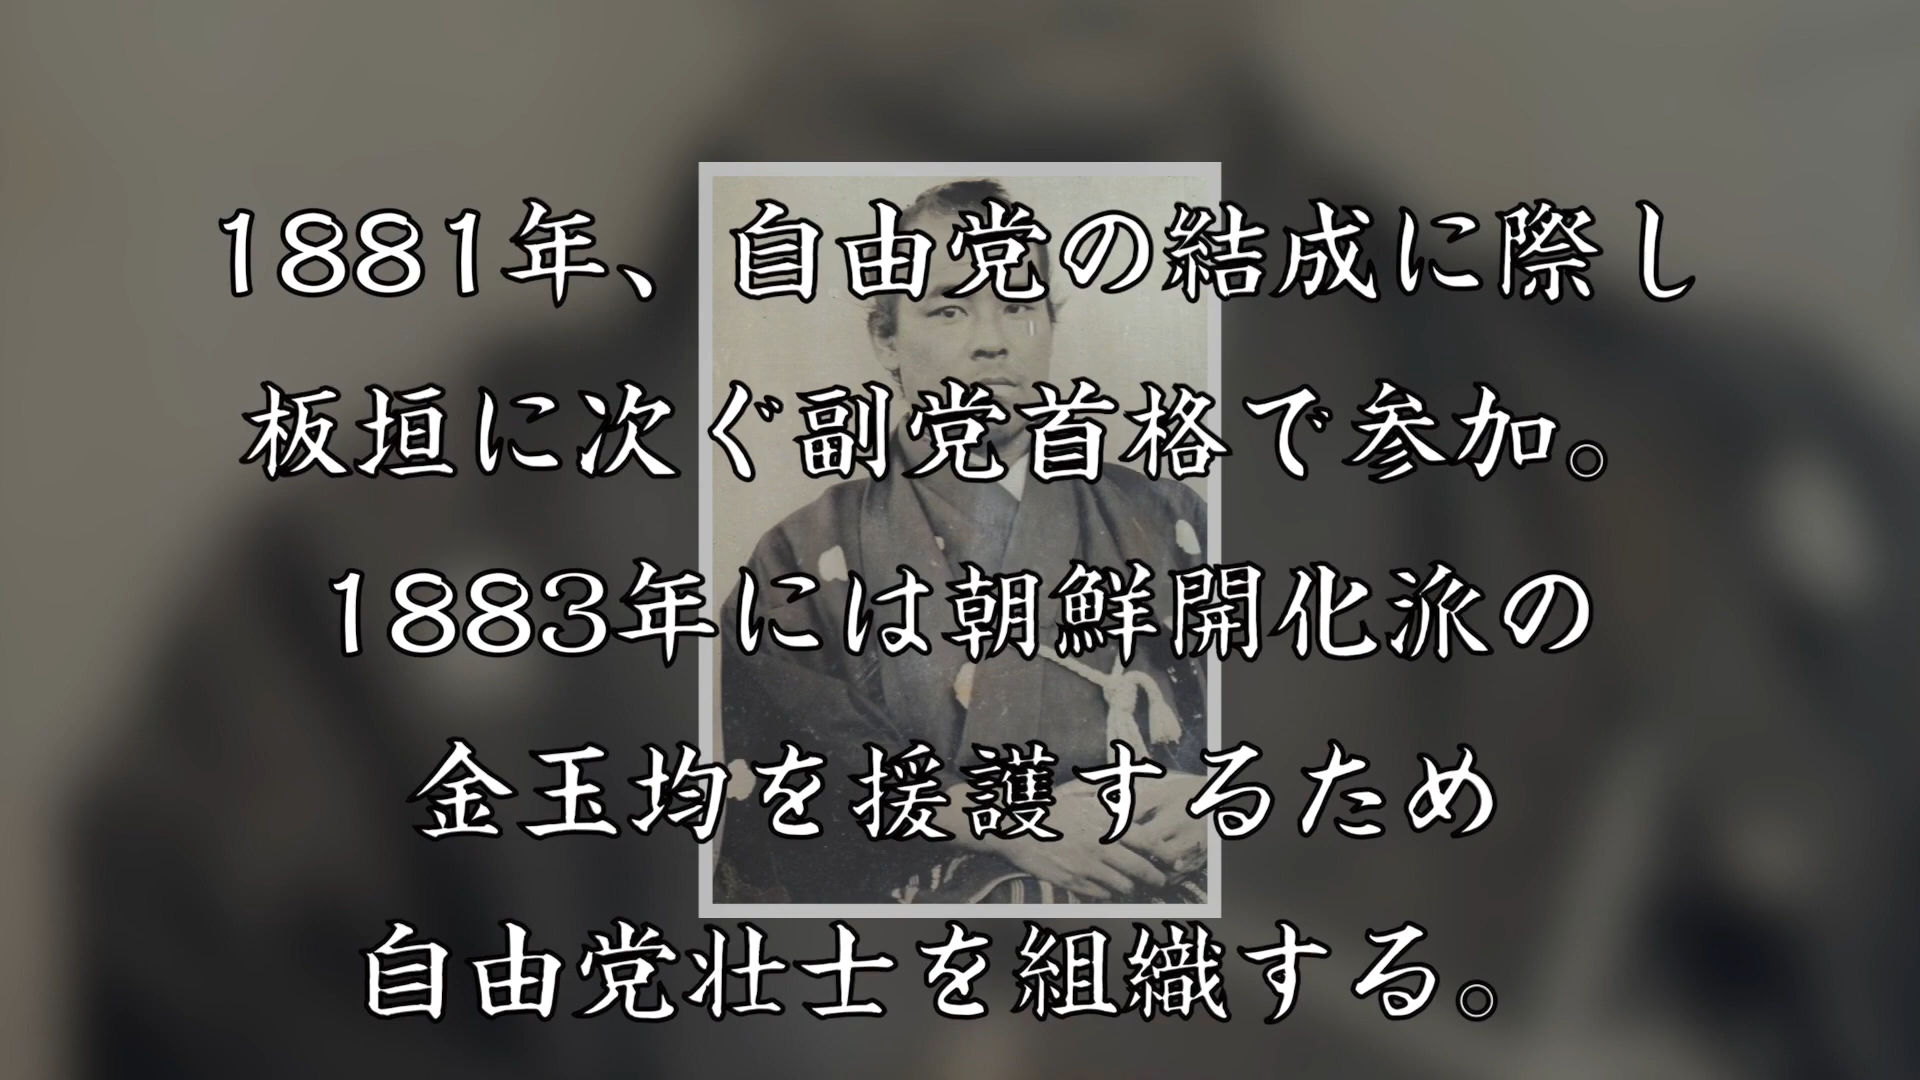 1881年、自由党の結成に際し
板垣に次ぐ副党首格で参加。
1883年には朝鮮開化派の
金玉均を援護するため
自由党壮士を組織する。